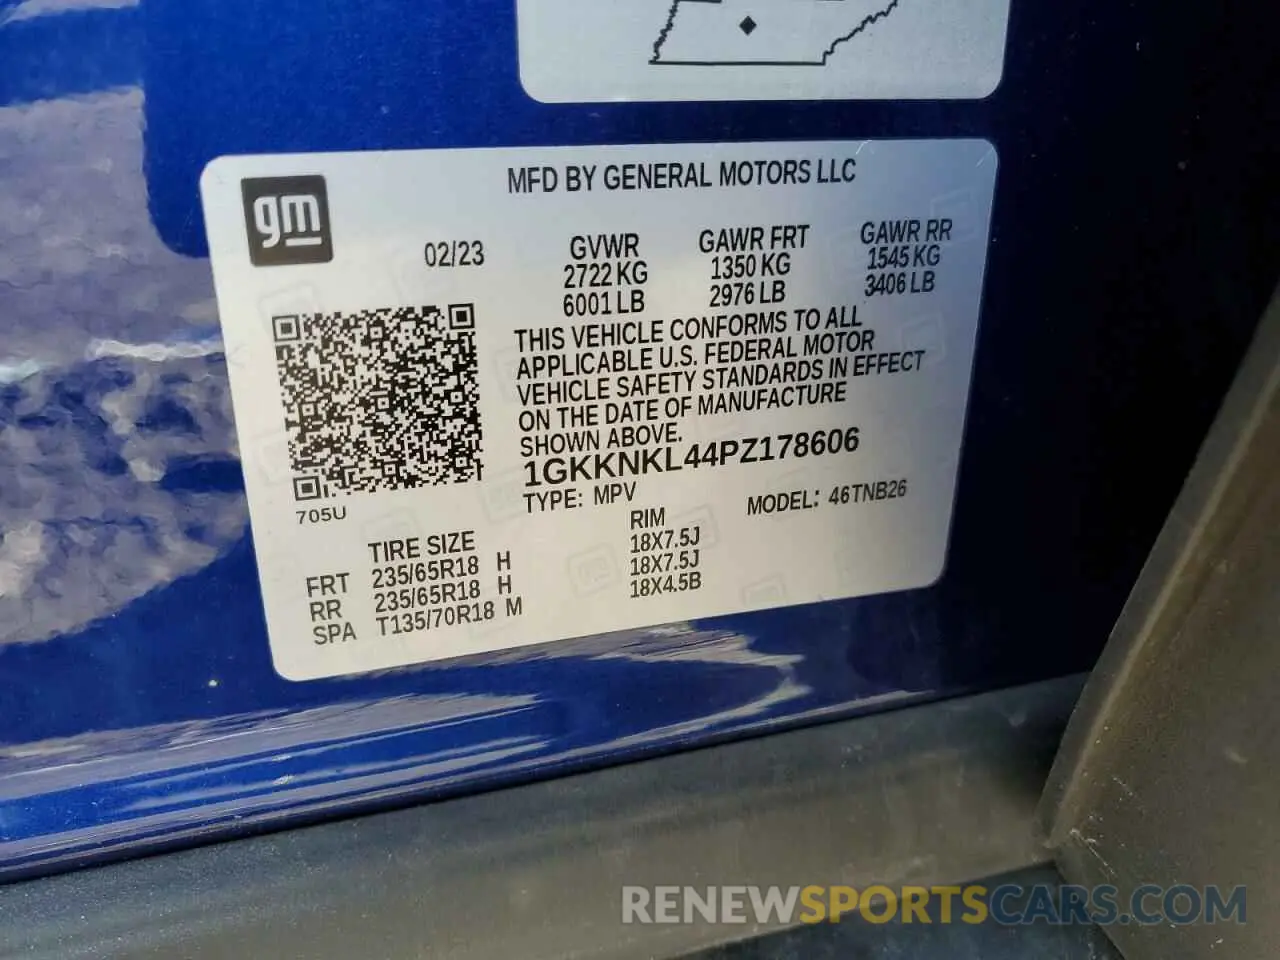 MFD BY GENERAL MOTORS LLC
gm
02/23
GVWR
2722 KG
6001 LB
GAWR FRT
1350 KG
2976 LB
GAWR RR
1545 KG
3406 LB
THIS VEHICLE CONFORMS TO ALL
APPLICABLE U.S. FEDERAL MOTOR
VEHICLE SAFETY STANDARDS IN EFFECT
ON THE DATE OF MANUFACTURE
SHOWN ABOVE.
1GKKNKL44PZ178606
TYPE: MPV
MODEL: 46TNB26
705U
TIRE SIZE
RIM
FRT 235/65R18 H 18X7.5J
RR 235/65R18 H 18X7.5J
SPA T135/70R18 M 18X4.5B
RENEWSPORTSCARS.COM